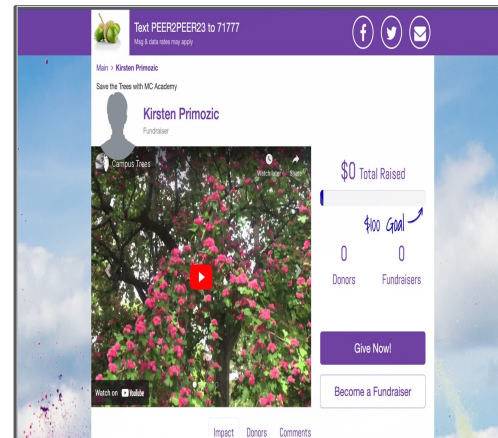 Text PEER2PEER23 to 71777
Msg & data rates may apply
Main > Kirsten Primozic
Save the Trees with MC Academy
Kirsten Primozic
Fundraiser
Campus Trees
Watch later
Share
Watch on YouTube
$0 Total Raised
$100 Goal
0
0
Donors
Fundraisers
Give Now!
Become a Fundraiser
Impact
Donors
Comments